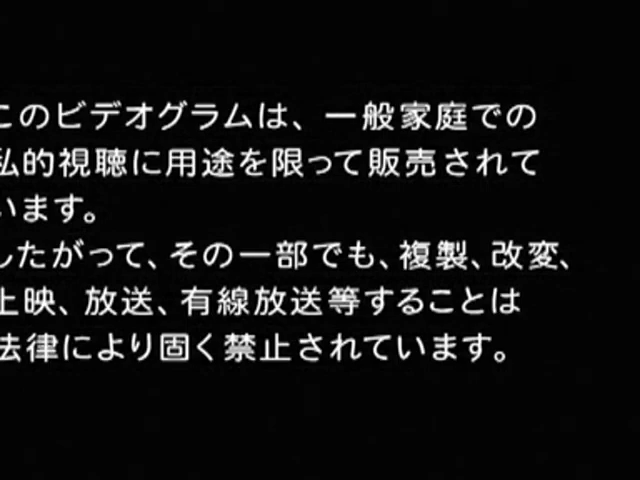 このビデオグラムは、一般家庭での
私的視聴に用途を限って販売されて
います。
したがって、その一部でも、複製、改変、
上映、放送、有線放送等することは
法律により固く禁止されています。